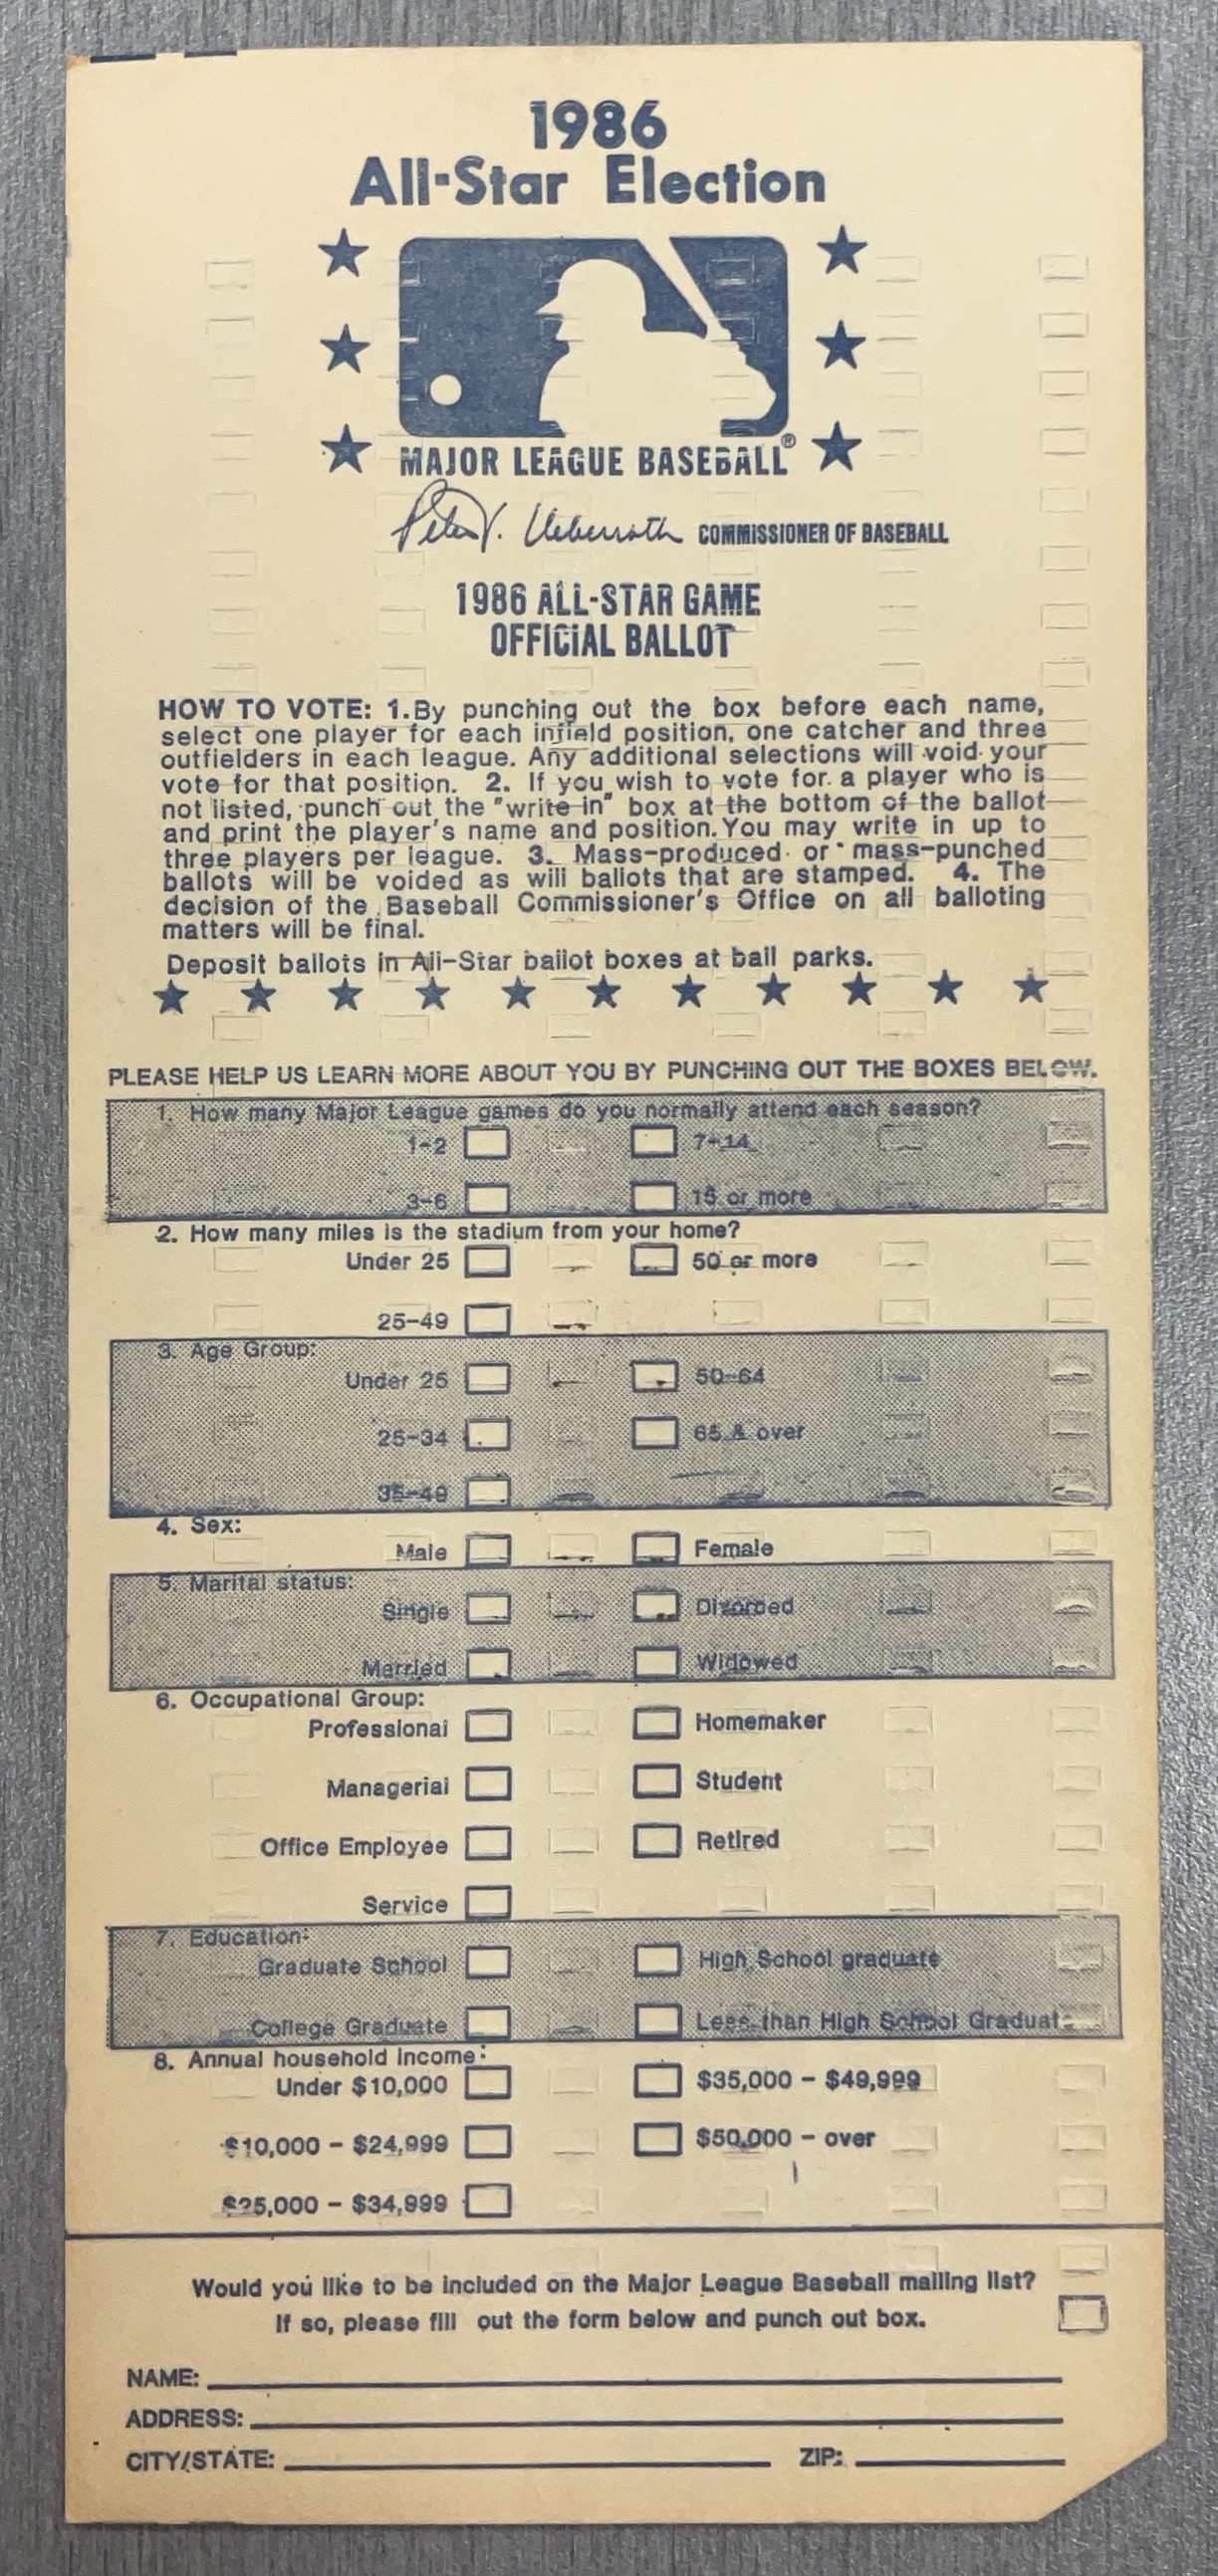 1986
All-Star Election
MAJOR LEAGUE BASEBALL®
Peter V. Ueberroth COMMISSIONER OF BASEBALL
1986 ALL-STAR GAME
OFFICIAL BALLOT
HOW TO VOTE: 1.By punching out the box before each name,
select one player for each infield position, one catcher and three
outfielders in each league. Any additional selections will void your
vote for that position. 2. If you wish to vote for a player who is
not listed, punch out the "write in" box at the bottom of the ballot
and print the player's name and position. You may write in up to
three players per league. 3. Mass-produced or mass-punched
ballots will be voided as will ballots that are stamped. 4. The
decision of the Baseball Commissioner's Office on all balloting
matters will be final.
Deposit ballots in All-Star ballot boxes at ball parks.
PLEASE HELP US LEARN MORE ABOUT YOU BY PUNCHING OUT THE BOXES BELOW.
1. How many Major League games do you normally attend each season?
1-2 7-14
3-6 15 or more
2. How many miles is the stadium from your home?
Under 25 50 or more
25-49
3. Age Group:
Under 25 50-64
25-34 65 & over
35-49
4. Sex:
Male Female
5. Marital status:
Single Divorced
Married Widowed
6. Occupational Group:
Professional Homemaker
Managerial Student
Office Employee Retired
Service
7. Education:
Graduate School High School graduate
College Graduate Less than High School Graduate
8. Annual household income:
Under $10,000 $35,000 - $49,999
$10,000 - $24,999 $50,000 - over
$25,000 - $34,999
Would you like to be included on the Major League Baseball mailing list?
If so, please fill out the form below and punch out box.
NAME:
ADDRESS:
CITY/STATE: ZIP: